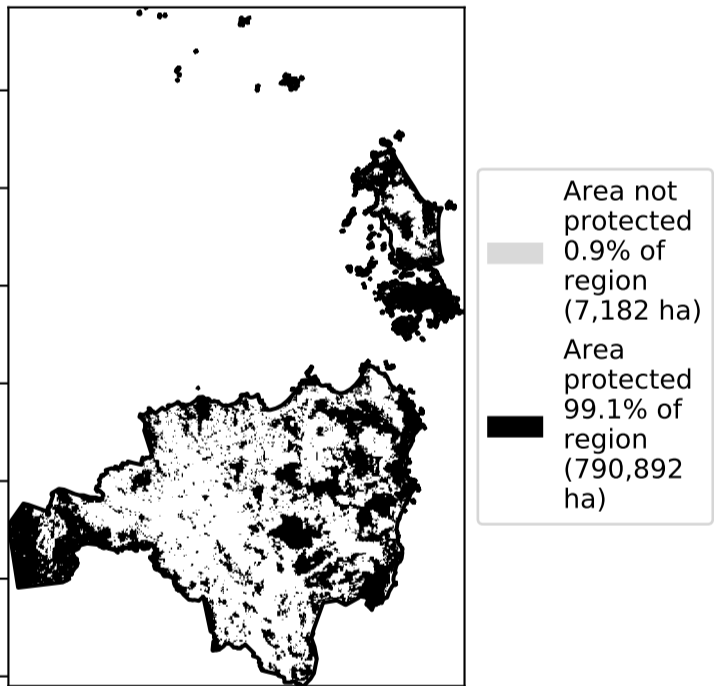 Area not
protected
0.9% of
region
(7,182 ha)
Area
protected
99.1% of
region
(790,892
ha)